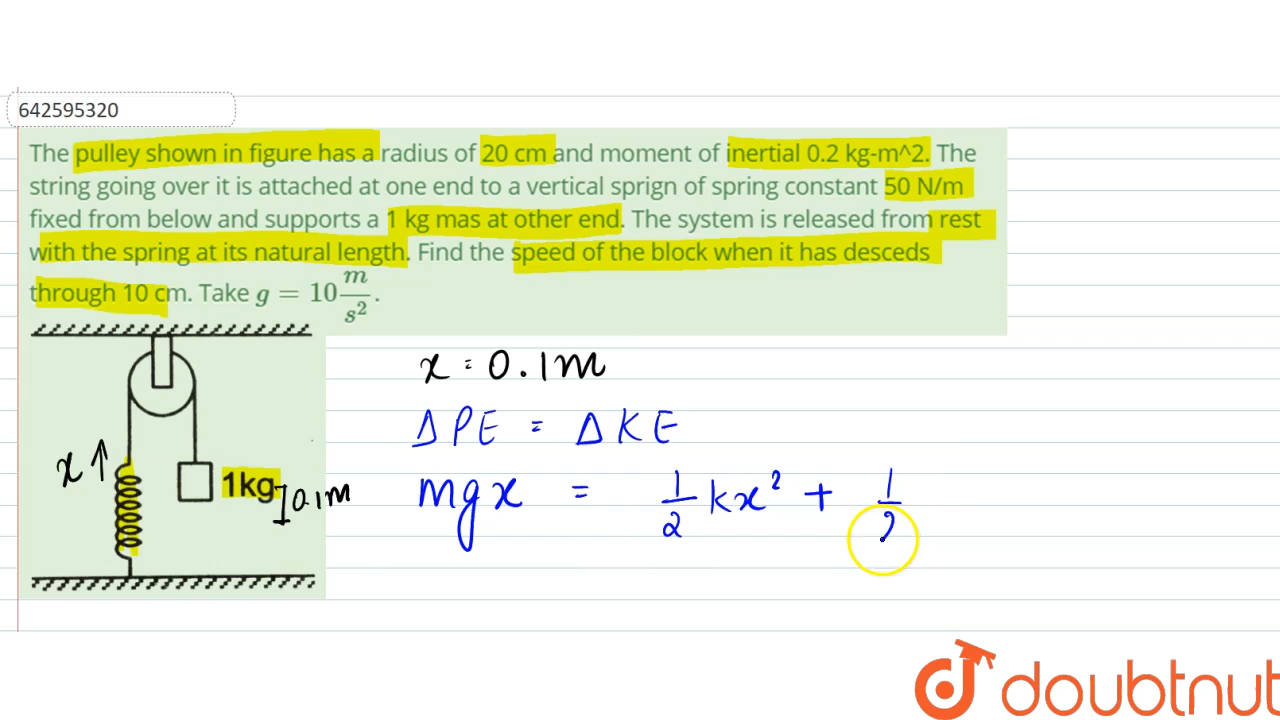 642595320
The pulley shown in figure has a radius of 20 cm and moment of inertial 0.2 kg-m^2. The
string going over it is attached at one end to a vertical sprign of spring constant 50 N/m
fixed from below and supports a 1 kg mas at other end. The system is released from rest
with the spring at its natural length. Find the speed of the block when it has desceds
through 10 cm. Take g = 10 m/s².
x = 0.1m
ΔPE = ΔKE
x↑
1kg
0.1m
mgx = 1/2 kx² + 1/2
doubtnut